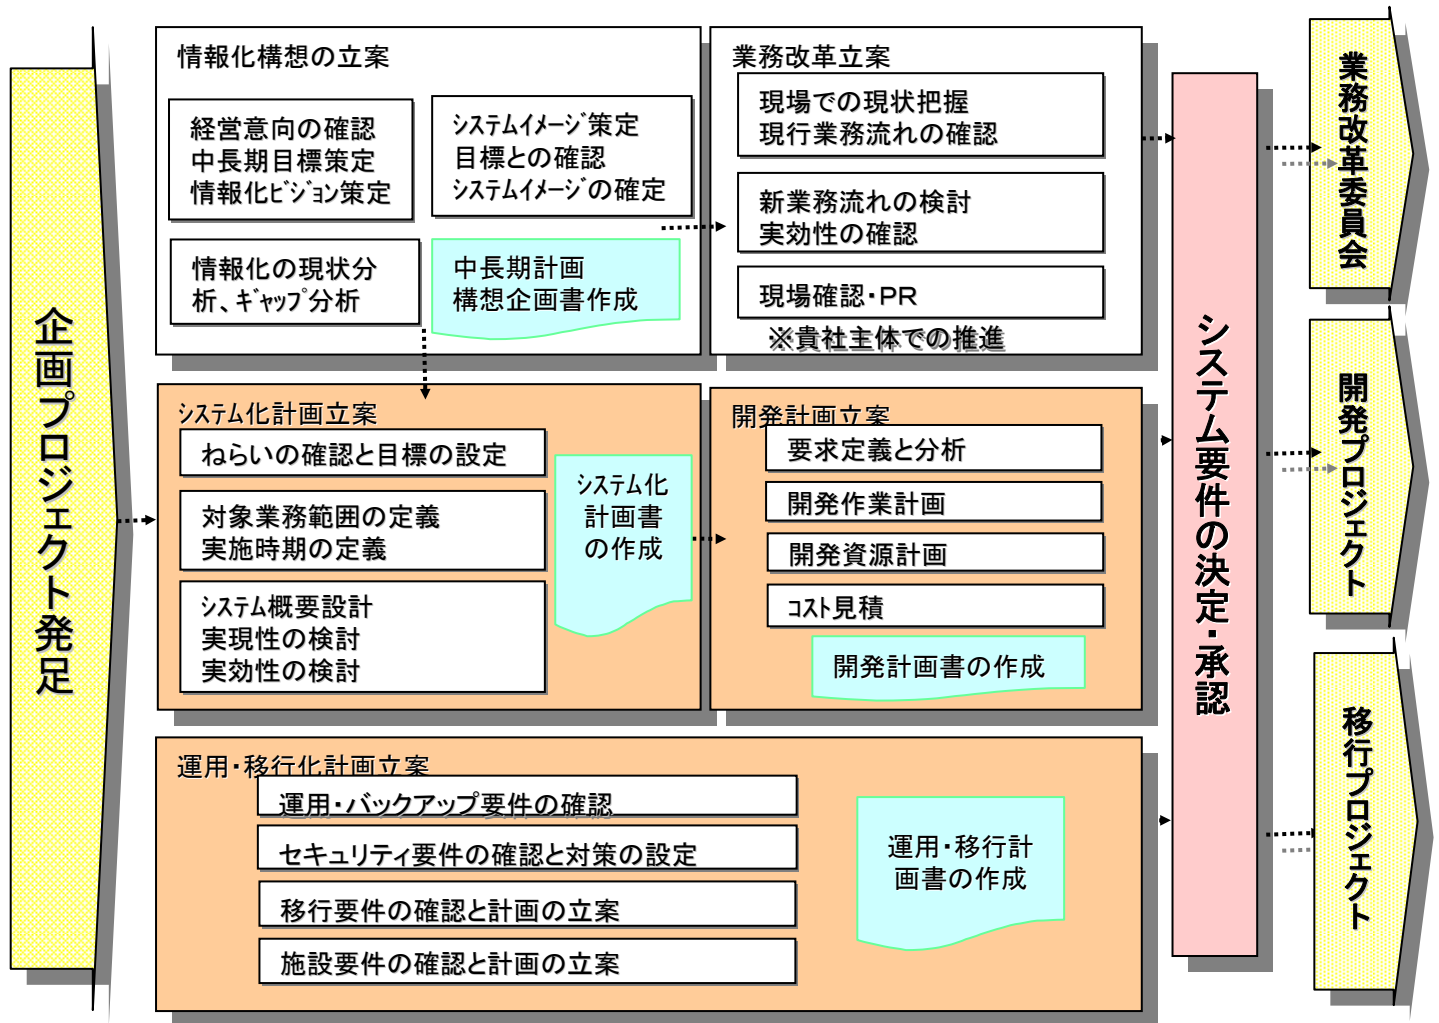 企画プロジェクト発足
情報化構想の立案
経営意向の確認
中長期目標策定
情報化ﾋﾞｼﾞｮﾝ策定
ｼｽﾃﾑｲﾒｰｼﾞ策定
目標との確認
ｼｽﾃﾑｲﾒｰｼﾞの確定
情報化の現状分
析、ｷﾞｬｯﾌﾟ分析
中長期計画
構想企画書作成
業務改革立案
現場での現状把握
現行業務流れの確認
新業務流れの検討
実効性の確認
現場確認・PR
※貴社主体での推進
ｼｽﾃﾑ化計画立案
ねらいの確認と目標の設定
対象業務範囲の定義
実施時期の定義
ｼｽﾃﾑ概要設計
実現性の検討
実効性の検討
ｼｽﾃﾑ化
計画書
の作成
開発計画立案
要求定義と分析
開発作業計画
開発資源計画
ｺｽﾄ見積
開発計画書の作成
運用・移行化計画立案
運用・バックアップ要件の確認
セキュリティ要件の確認と対策の設定
移行要件の確認と計画の立案
施設要件の確認と計画の立案
運用・移行計
画書の作成
システム要件の決定・承認
業務改革委員会
開発プロジェクト
移行プロジェクト